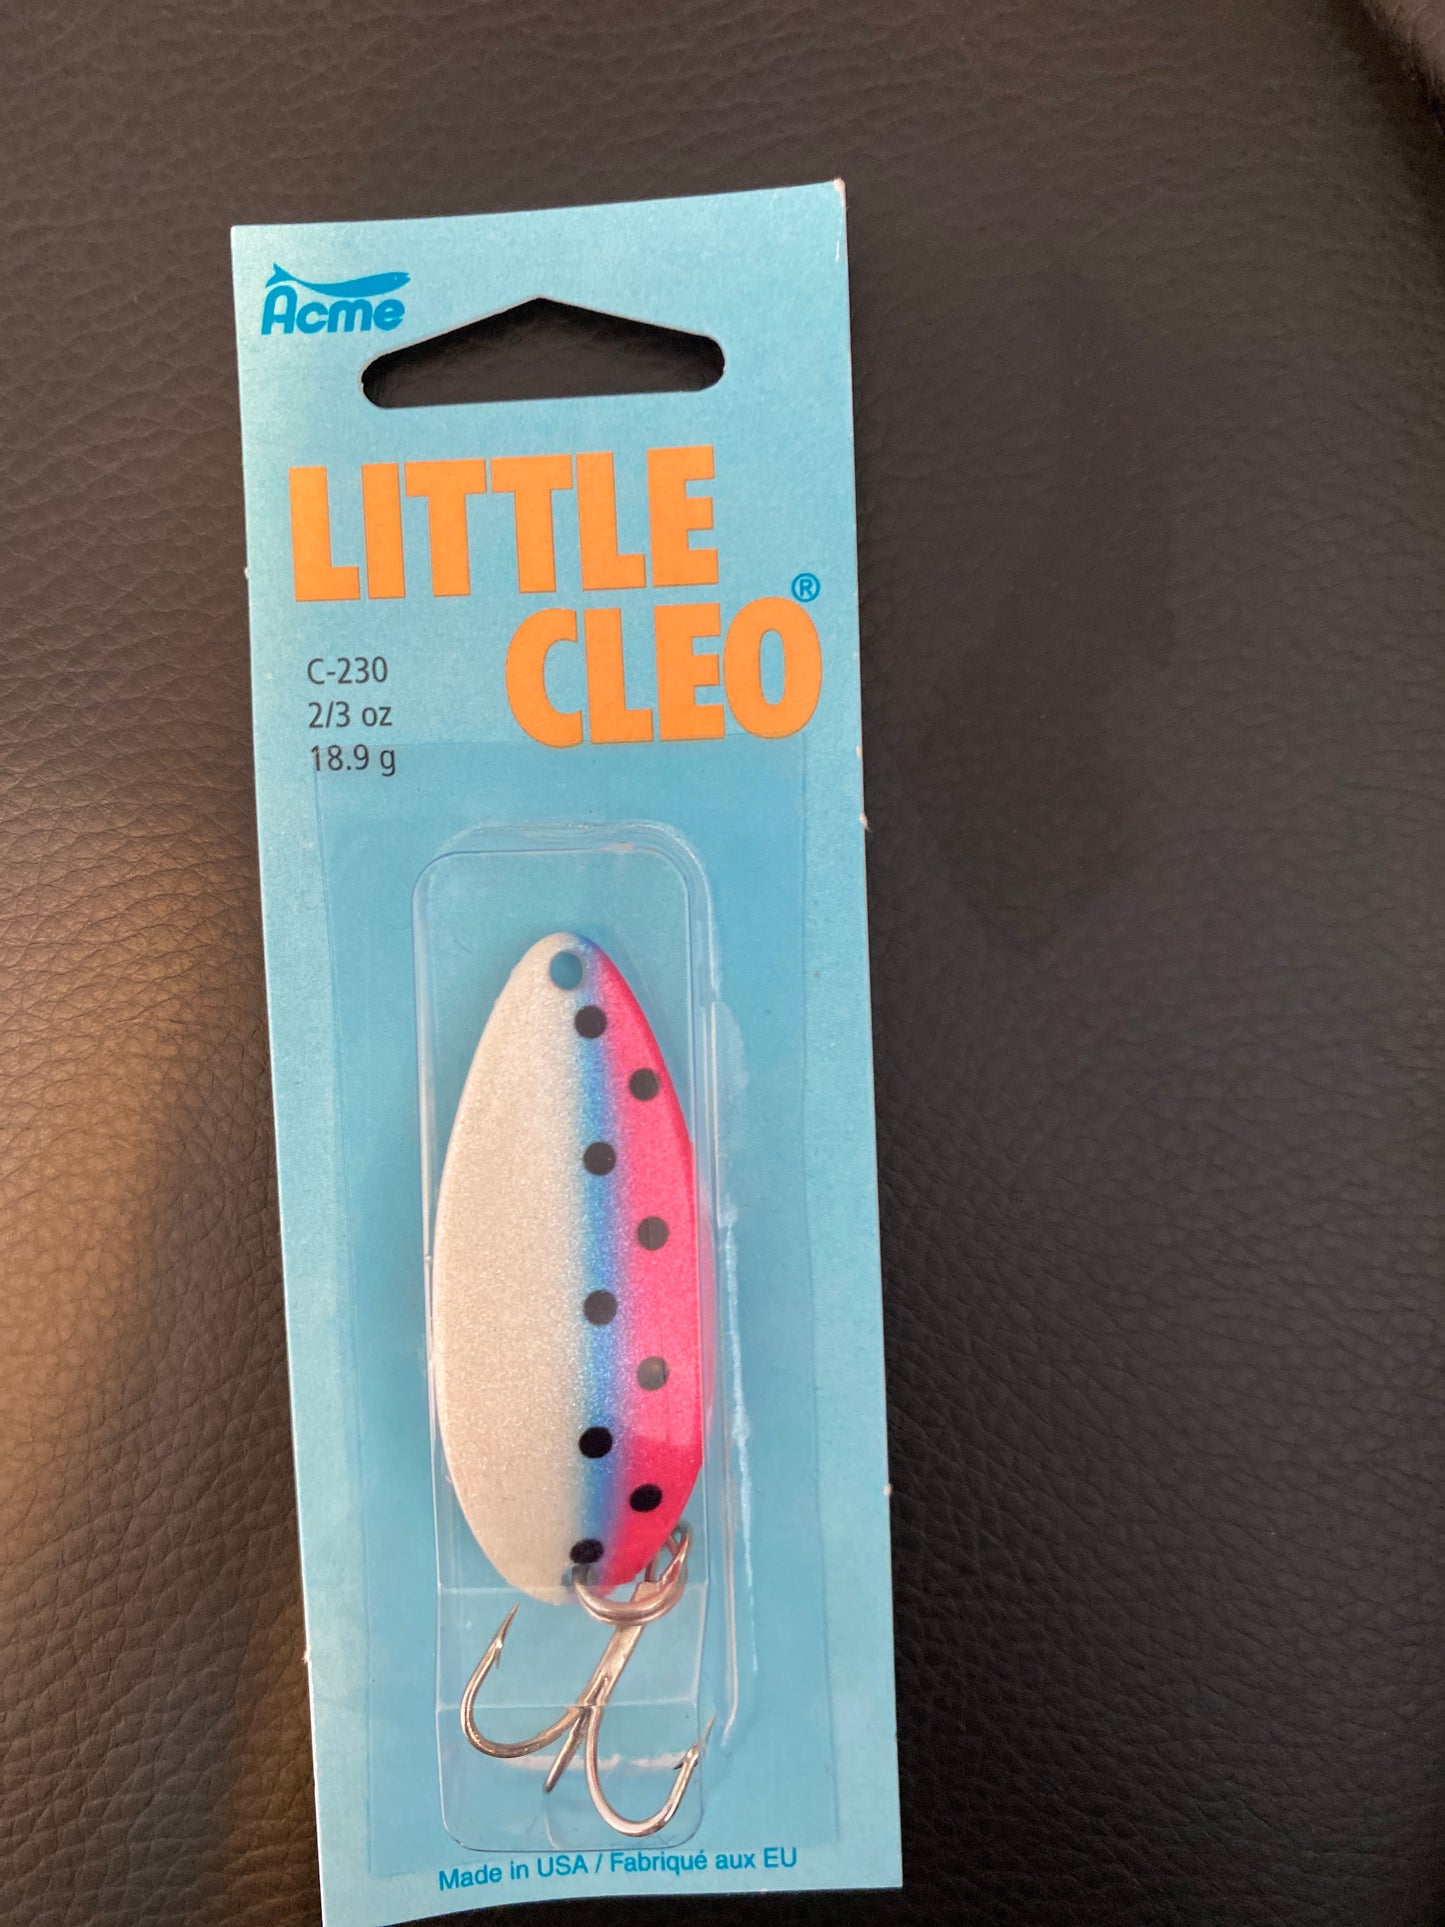 Acme
LITTLE
CLEO®
C-230
2/3 oz
18.9 g
Made in USA / Fabriqué aux EU